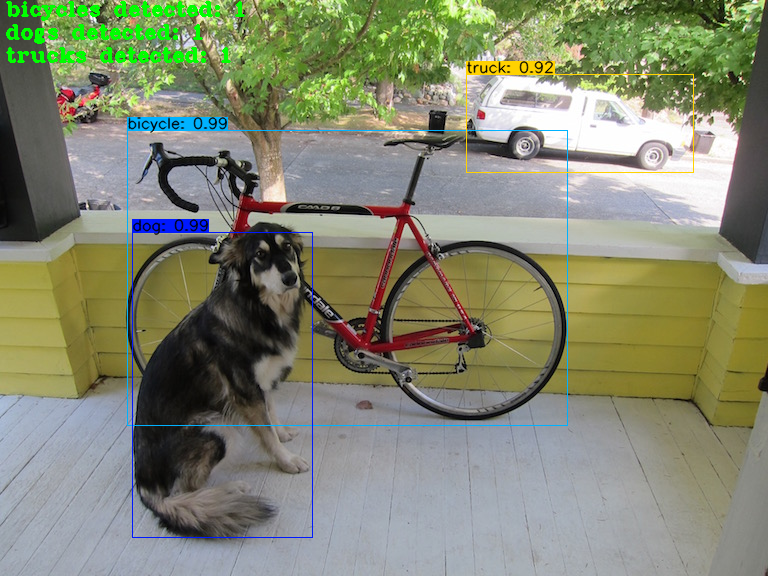 bicycles detected: 1
dogs detected: 1
trucks detected: 1
truck: 0.92
bicycle: 0.99
dog: 0.99